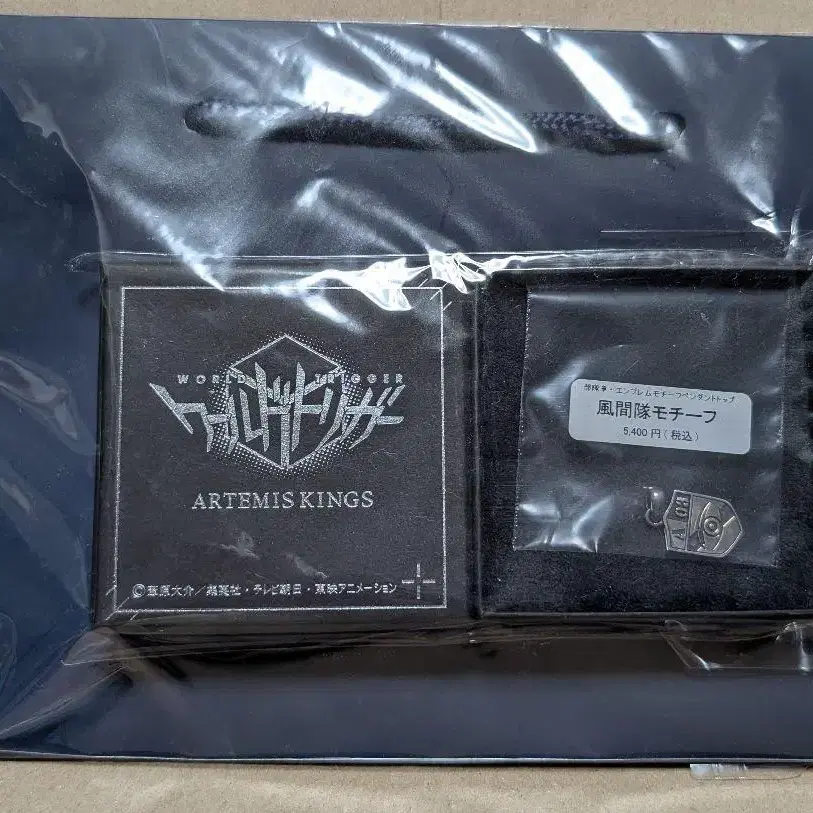 WORLD TRIGGER
ワールドトリガー
ARTEMIS KINGS
©葦原大介／集英社・テレビ朝日・東映アニメーション
部隊章・エンブレムモチーフペンダントトップ
風間隊モチーフ
5,400円(税込)
A 03